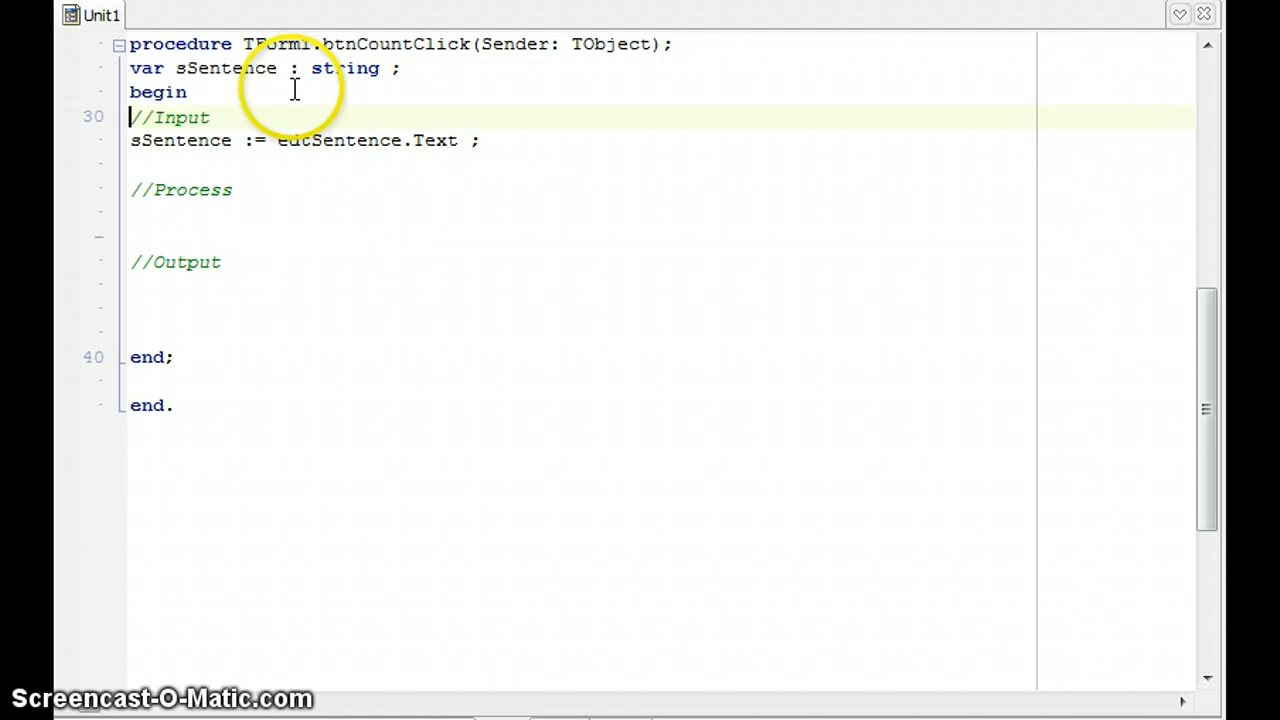 Unit1
procedure TForm1.btnCountClick(Sender: TObject);
var sSentence : string ;
begin
30 //Input
sSentence := edtSentence.Text ;
//Process
//Output
40 end;
end.
Screencast-O-Matic.com